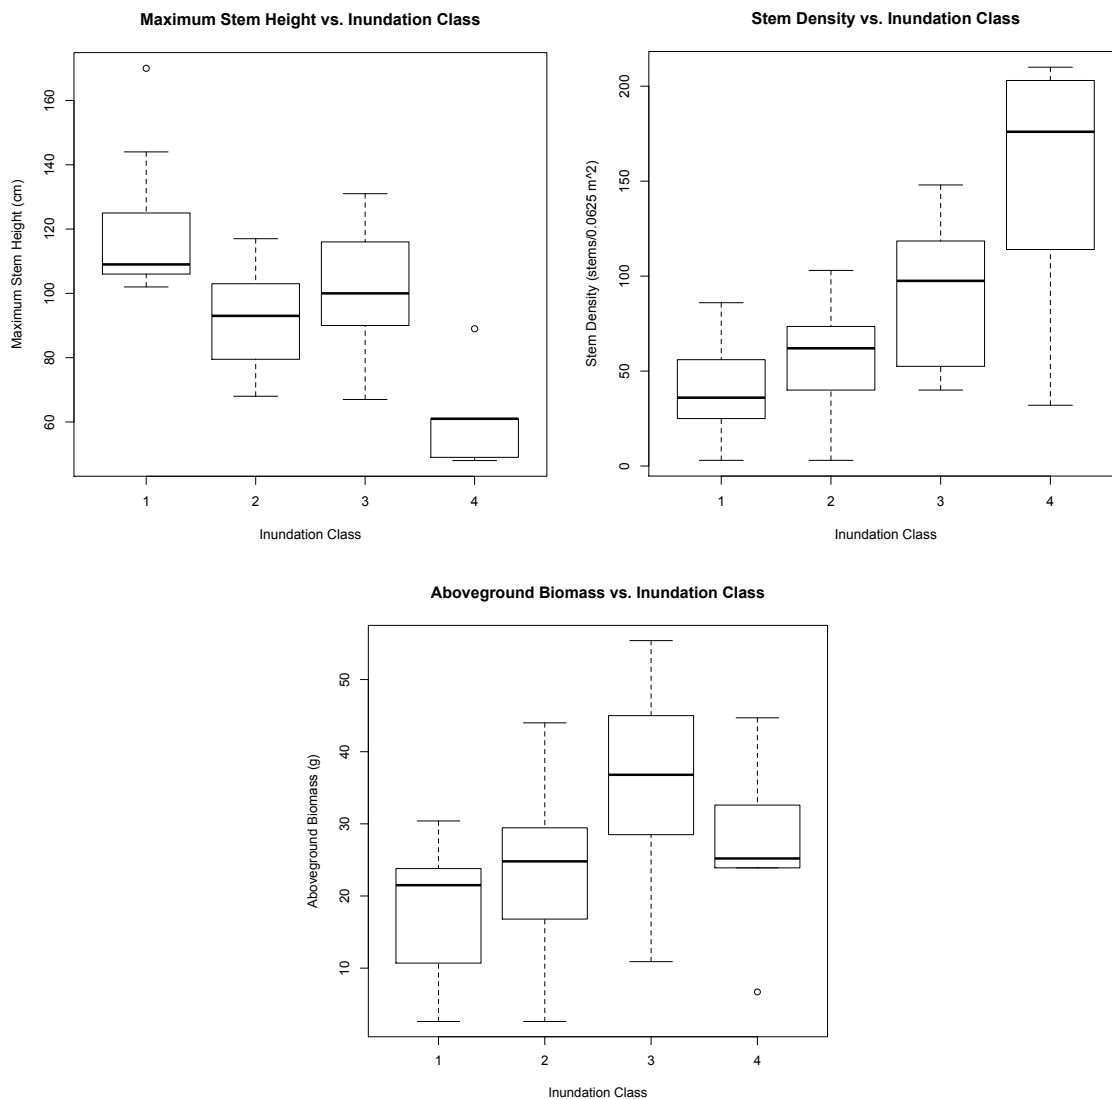 Maximum Stem Height vs. Inundation Class
Maximum Stem Height (cm)
160
140
120
100
80
60
1 2 3 4
Inundation Class
Stem Density vs. Inundation Class
Stem Density (stems/0.0625 m^2)
200
150
100
50
0
1 2 3 4
Inundation Class
Aboveground Biomass vs. Inundation Class
Aboveground Biomass (g)
50
40
30
20
10
1 2 3 4
Inundation Class